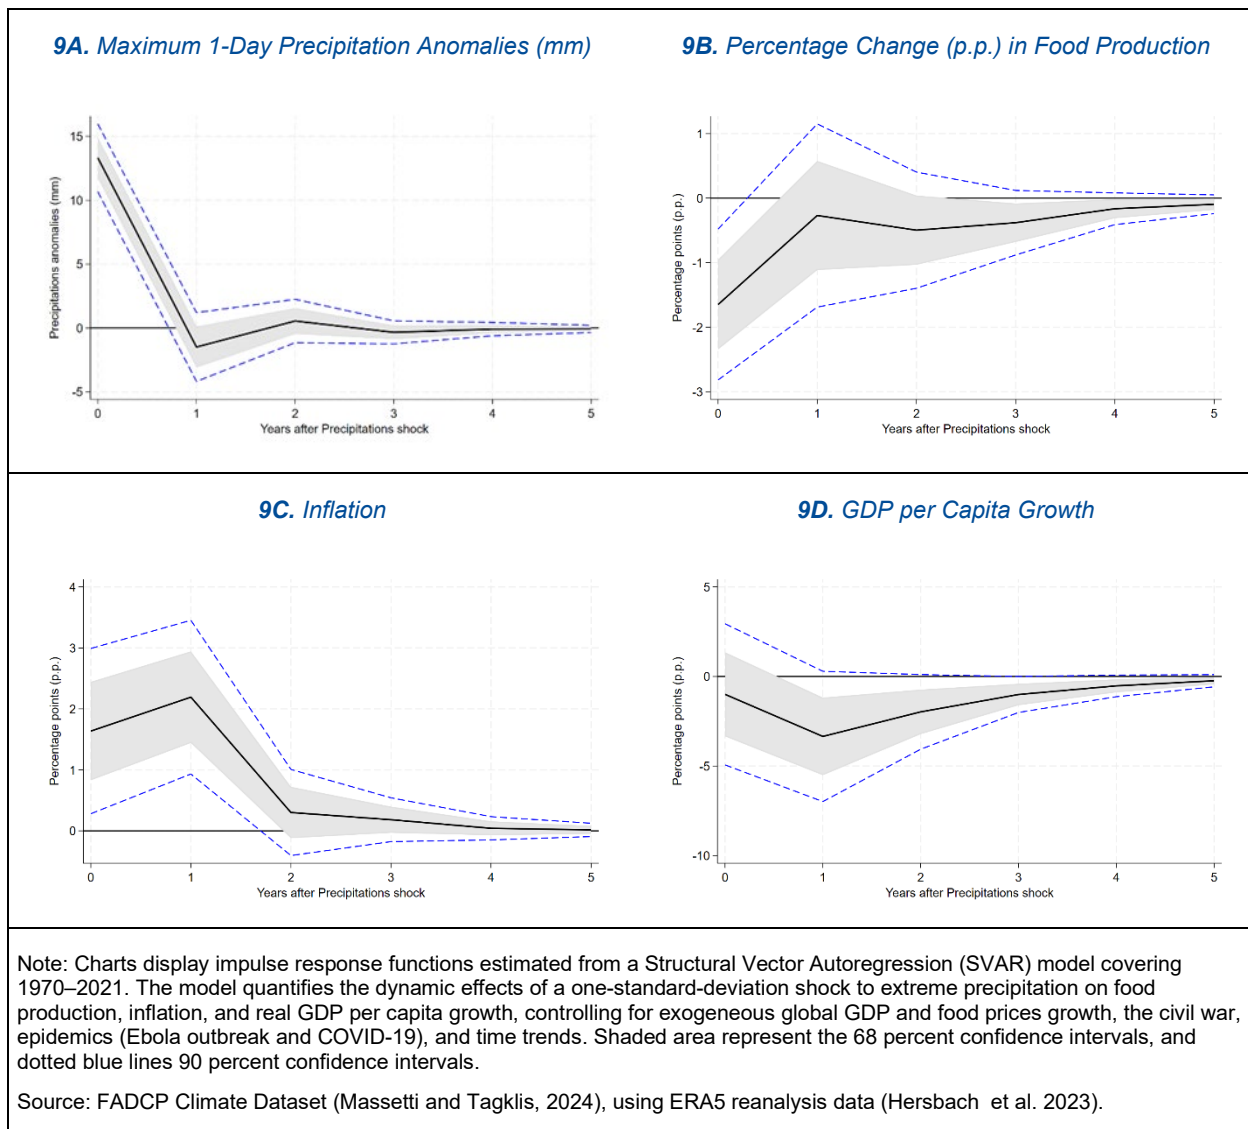 9A. Maximum 1-Day Precipitation Anomalies (mm)
15
10
5
0
-5
Precipitations anomalies (mm)
0 1 2 3 4 5
Years after Precipitations shock
9B. Percentage Change (p.p.) in Food Production
1
0
-1
-2
-3
Percentage points (p.p.)
0 1 2 3 4 5
Years after Precipitations shock
9C. Inflation
4
3
2
1
0
Percentage points (p.p.)
0 1 2 3 4 5
Years after Precipitations shock
9D. GDP per Capita Growth
5
0
-5
-10
Percentage points (p.p.)
0 1 2 3 4 5
Years after Precipitations shock
Note: Charts display impulse response functions estimated from a Structural Vector Autoregression (SVAR) model covering
1970–2021. The model quantifies the dynamic effects of a one-standard-deviation shock to extreme precipitation on food
production, inflation, and real GDP per capita growth, controlling for exogeneous global GDP and food prices growth, the civil war,
epidemics (Ebola outbreak and COVID-19), and time trends. Shaded area represent the 68 percent confidence intervals, and
dotted blue lines 90 percent confidence intervals.
Source: FADCP Climate Dataset (Massetti and Tagklis, 2024), using ERA5 reanalysis data (Hersbach et al. 2023).